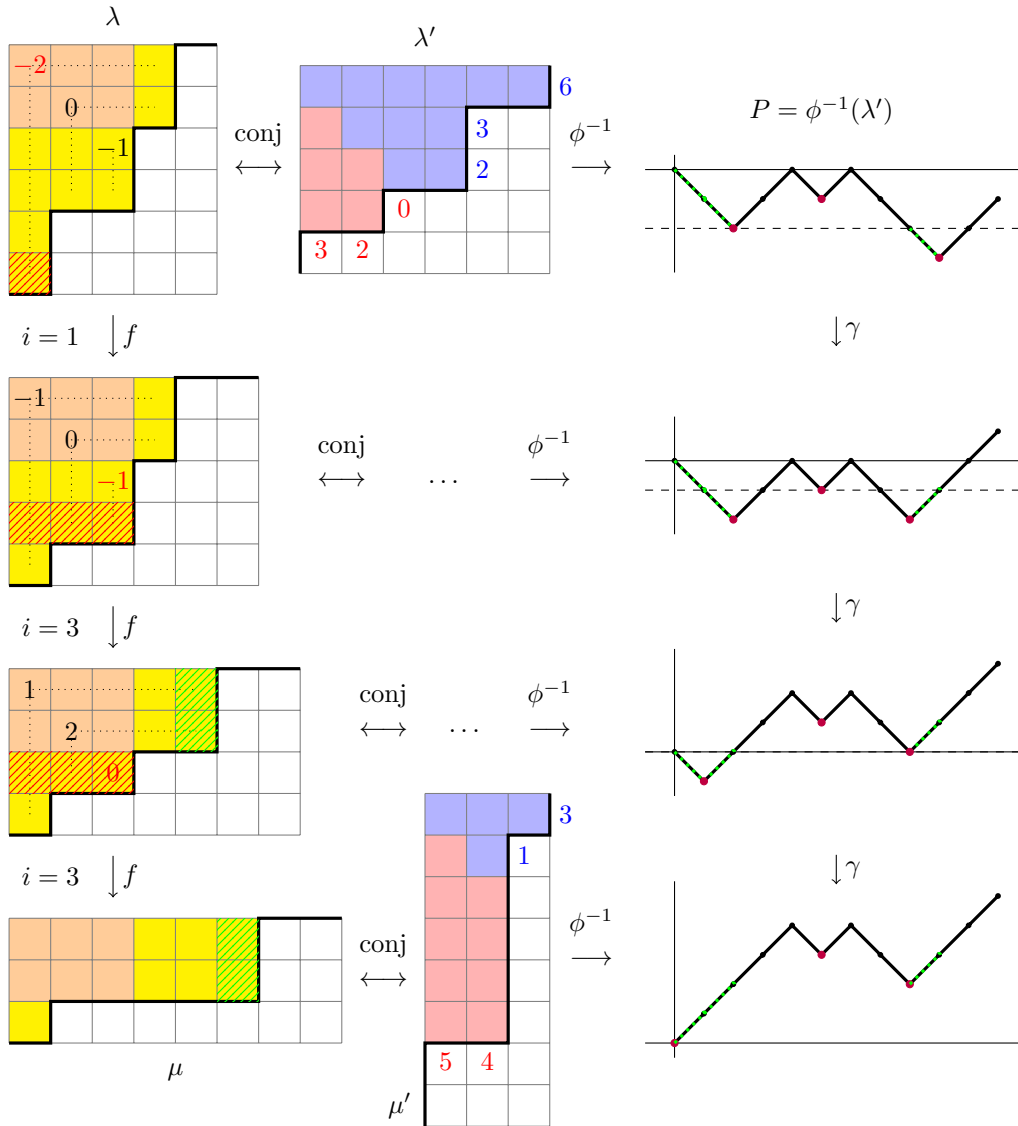 λ
λ′
−2
6
0
P = ϕ⁻¹(λ′)
−1
conj
3
ϕ⁻¹
←→
2
→
0
3 2
i = 1 ↓ f
↓ γ
−1
0
conj
ϕ⁻¹
−1
←→ ... →
i = 3 ↓ f
↓ γ
1
conj
ϕ⁻¹
2
←→ ... →
0
3
1
i = 3 ↓ f
↓ γ
conj
ϕ⁻¹
←→
→
5 4
μ
μ′